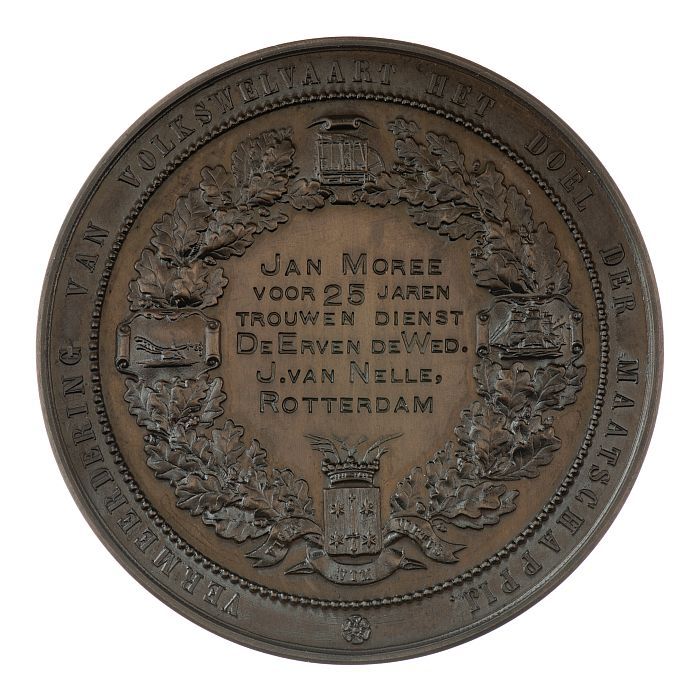 VERMEERDERING VAN VOLKSWELVAART HET DOEL DER MAATSCHAPPIJ.
JAN MOREE
VOOR 25 JAREN
TROUWEN DIENST
DE ERVEN DE WED.
J. VAN NELLE,
ROTTERDAM